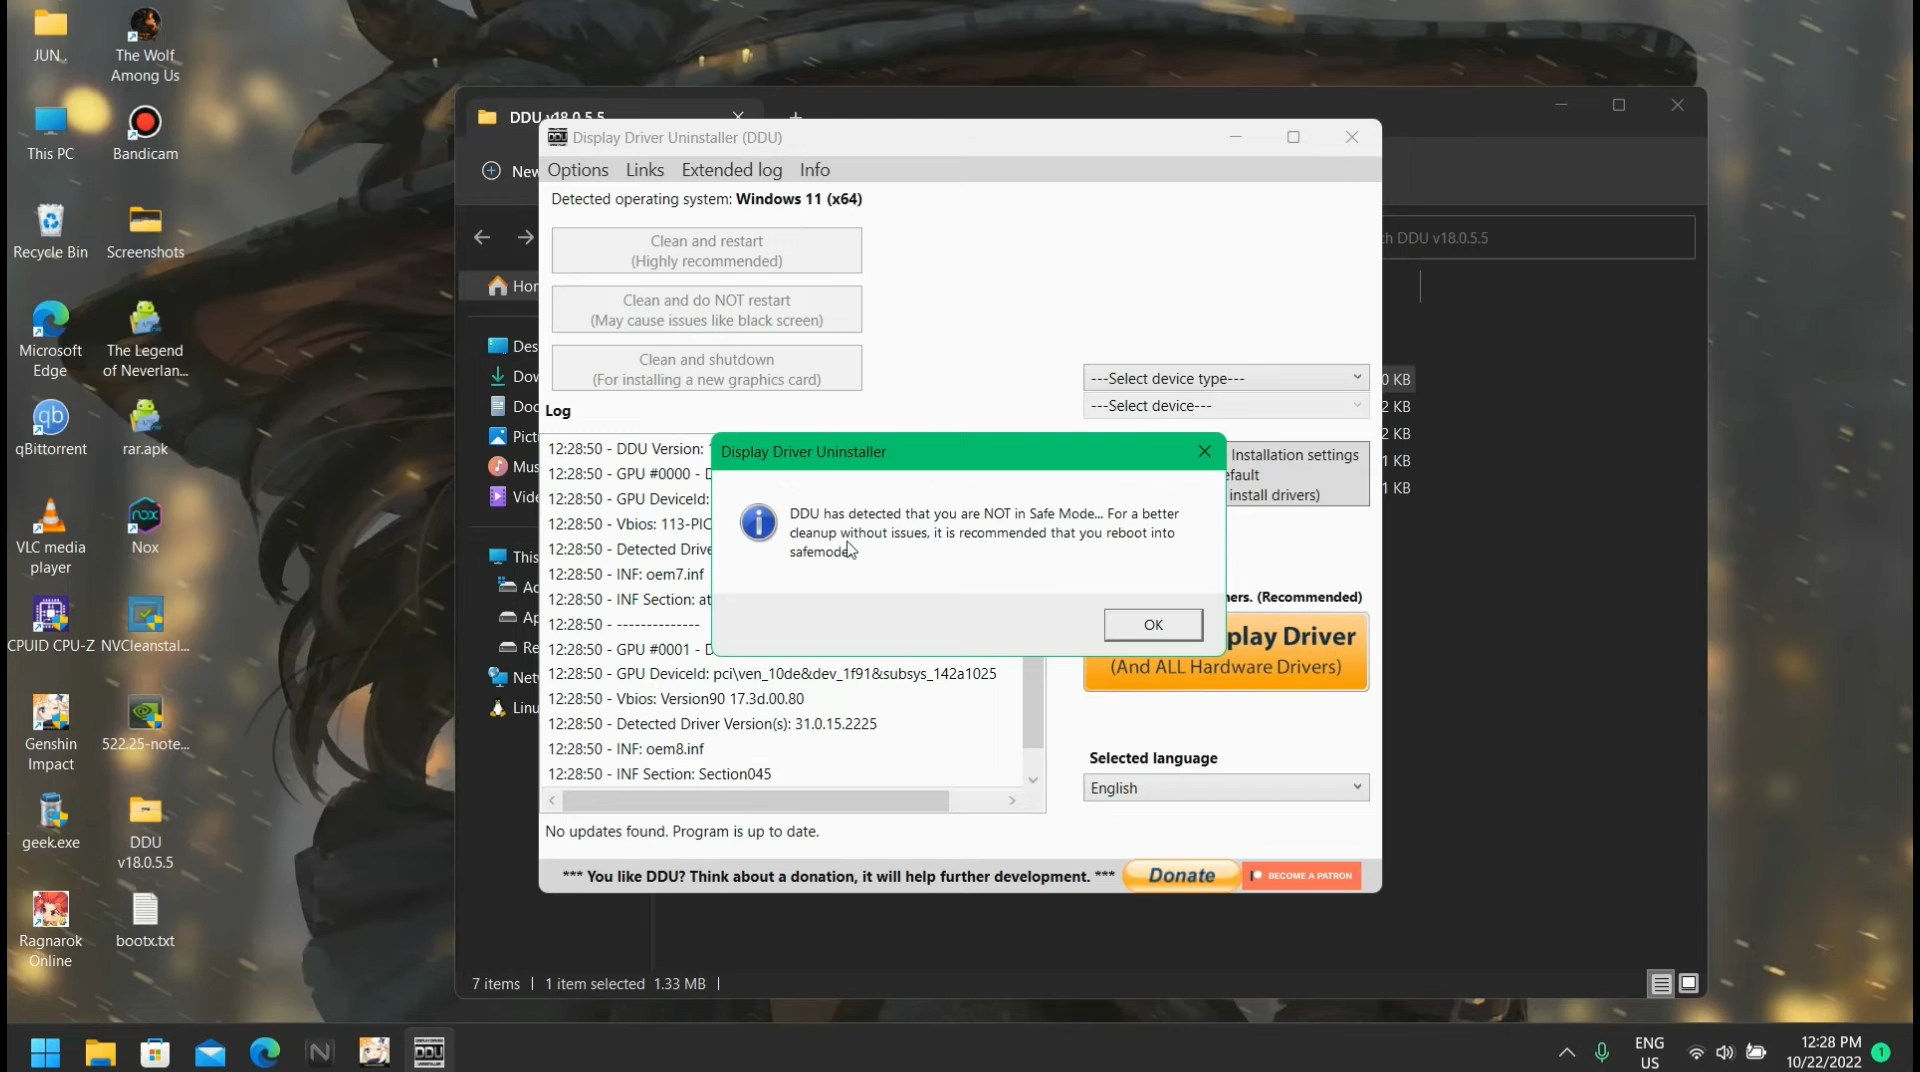 JUN .
The Wolf
Among Us
This PC
Bandicam
Recycle Bin
Screenshots
Microsoft
Edge
The Legend
of Neverlan...
qBittorrent
rar.apk
VLC media
player
Nox
CPUID CPU-Z
NVCleanstal...
Genshin
Impact
522.25-note...
geek.exe
DDU
v18.0.5.5
Ragnarok
Online
bootx.txt
DDU v18.0.5.5
New
DDU v18.0.5.5
0 KB
2 KB
2 KB
1 KB
1 KB
7 items
1 item selected 1.33 MB
Display Driver Uninstaller (DDU)
Options Links Extended log Info
Detected operating system: Windows 11 (x64)
Clean and restart
(Highly recommended)
Clean and do NOT restart
(May cause issues like black screen)
Clean and shutdown
(For installing a new graphics card)
---Select device type---
---Select device---
Log
12:28:50 - DDU Version:
12:28:50 - GPU #0000 - D
12:28:50 - GPU DeviceId:
12:28:50 - Vbios: 113-PIC
12:28:50 - Detected Drive
12:28:50 - INF: oem7.inf
12:28:50 - INF Section: at
12:28:50 - --------------
12:28:50 - GPU #0001 - D
12:28:50 - GPU DeviceId: pci\ven_10de&dev_1f91&subsys_142a1025
12:28:50 - Vbios: Version90 17.3d.00.80
12:28:50 - Detected Driver Version(s): 31.0.15.2225
12:28:50 - INF: oem8.inf
12:28:50 - INF Section: Section045
Installation settings
efault
install drivers)
ners. (Recommended)
play Driver
(And ALL Hardware Drivers)
Selected language
English
No updates found. Program is up to date.
*** You like DDU? Think about a donation, it will help further development. ***
Donate
BECOME A PATRON
Display Driver Uninstaller
DDU has detected that you are NOT in Safe Mode... For a better
cleanup without issues, it is recommended that you reboot into
safemode
OK
DDU
ENG
US
12:28 PM
10/22/2022
1